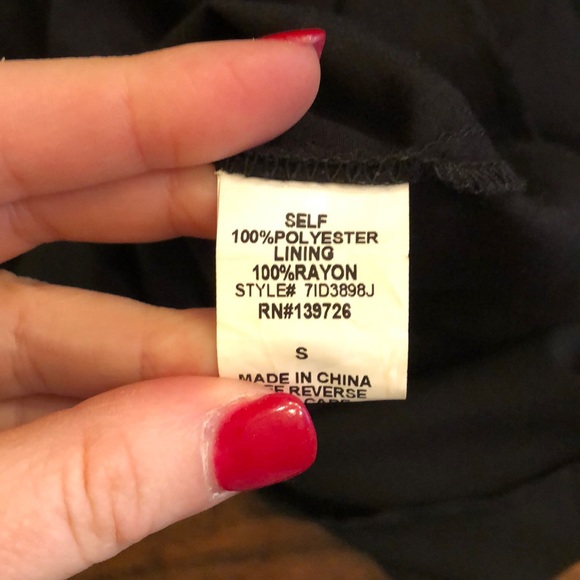 SELF
100%POLYESTER
LINING
100%RAYON
STYLE# 7ID3898J
RN#139726
S
MADE IN CHINA
REVERSE